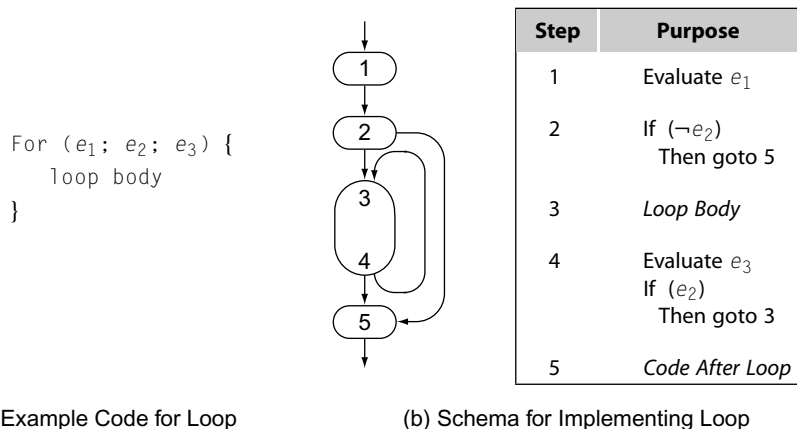 For (e₁; e₂; e₃) {
loop body
}
1
2
3
4
5
Step Purpose
1 Evaluate e₁
2 If (¬e₂)
Then goto 5
3 Loop Body
4 Evaluate e₃
If (e₂)
Then goto 3
5 Code After Loop
Example Code for Loop
(b) Schema for Implementing Loop